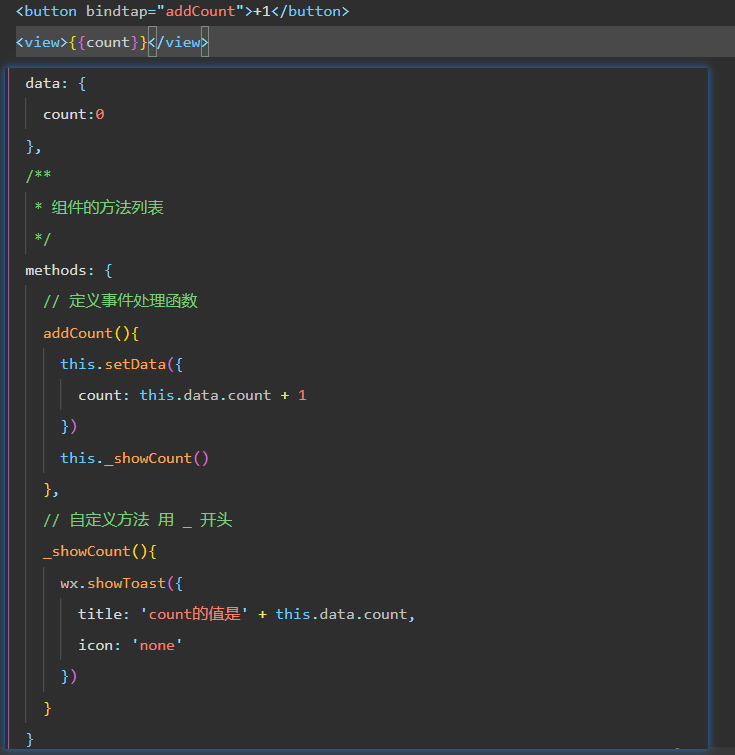 <button bindtap="addCount">+1</button>
<view>{{count}}</view>
data: {
count:0
},
/**
* 组件的方法列表
*/
methods: {
// 定义事件处理函数
addCount(){
this.setData({
count: this.data.count + 1
})
this._showCount()
},
// 自定义方法 用 _ 开头
_showCount(){
wx.showToast({
title: 'count的值是' + this.data.count,
icon: 'none'
})
}
}